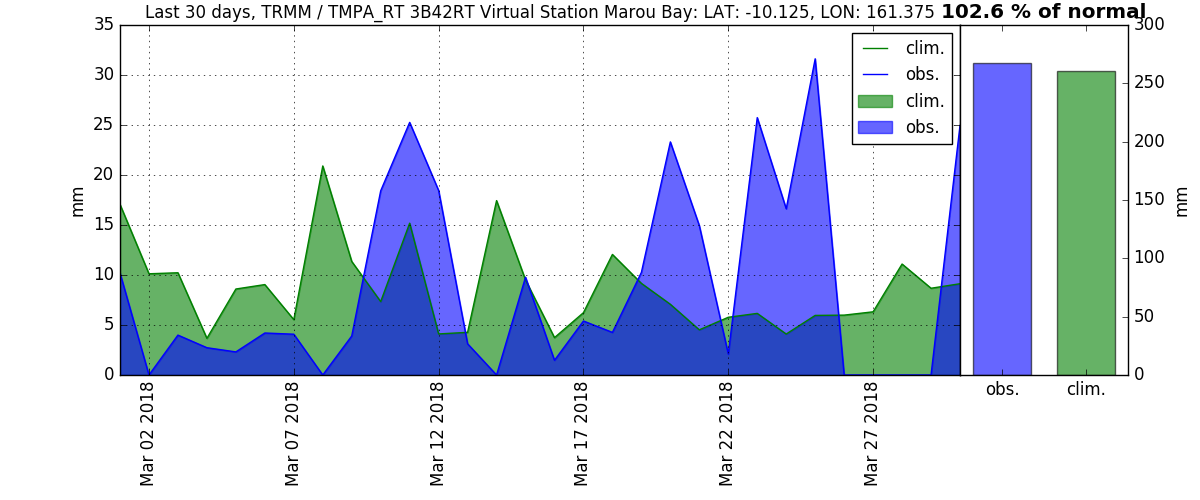 Last 30 days, TRMM / TMPA_RT 3B42RT Virtual Station Marou Bay: LAT: -10.125, LON: 161.375 102.6 % of normal
35
30
25
20
15
10
5
0
mm
clim.
obs.
clim.
obs.
Mar 02 2018
Mar 07 2018
Mar 12 2018
Mar 17 2018
Mar 22 2018
Mar 27 2018
300
250
200
150
100
50
0
mm
obs.
clim.